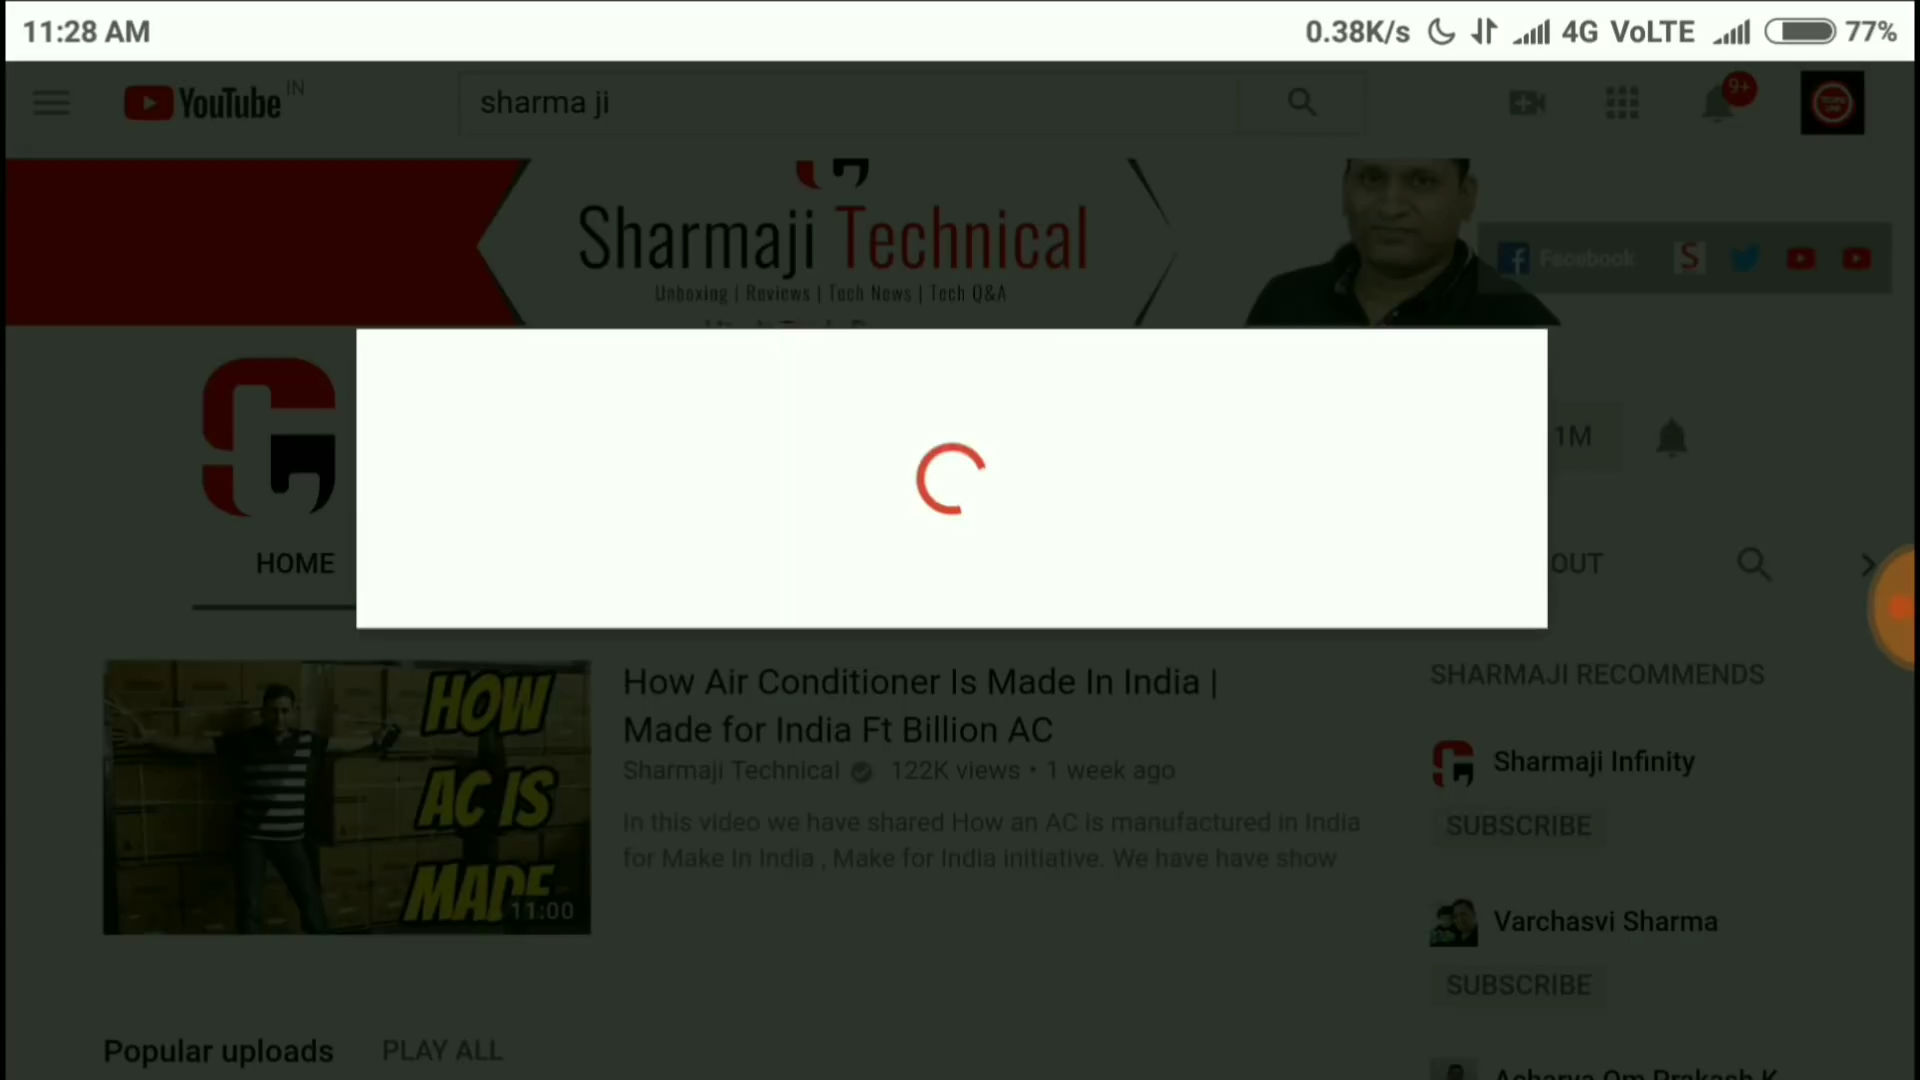 11:28 AM
0.38K/s 4G VoLTE 77%
YouTube IN
sharma ji
9+
Sharmaji Technical
Unboxing | Reviews | Tech News | Tech Q&A
Facebook
S
1M
HOME
OUT
HOW
AC IS
MADE
11:00
How Air Conditioner Is Made In India |
Made for India Ft Billion AC
Sharmaji Technical 122K views • 1 week ago
In this video we have shared How an AC is manufactured in India
for Make In India , Make for India initiative. We have have show
SHARMAJI RECOMMENDS
Sharmaji Infinity
SUBSCRIBE
Varchasvi Sharma
SUBSCRIBE
Popular uploads PLAY ALL
Acharya Om Prakash K